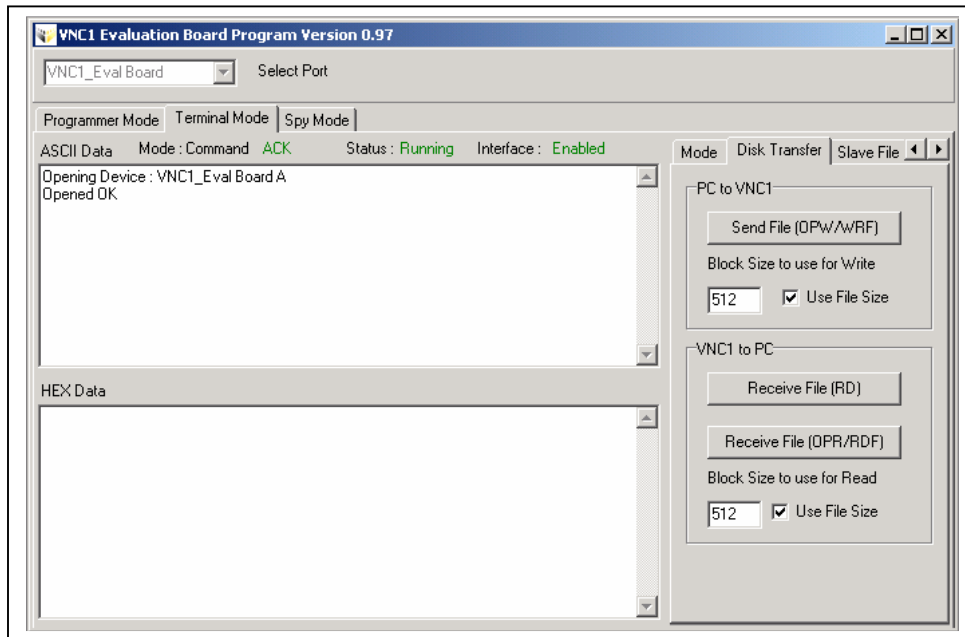 VNC1 Evaluation Board Program Version 0.97
VNC1_Eval Board
Select Port
Programmer Mode
Terminal Mode
Spy Mode
ASCII Data
Mode : Command ACK
Status : Running
Interface : Enabled
Opening Device : VNC1_Eval Board A
Opened OK
HEX Data
Mode
Disk Transfer
Slave File
PC to VNC1
Send File (OPW/WRF)
Block Size to use for Write
512
Use File Size
VNC1 to PC
Receive File (RD)
Receive File (OPR/RDF)
Block Size to use for Read
512
Use File Size